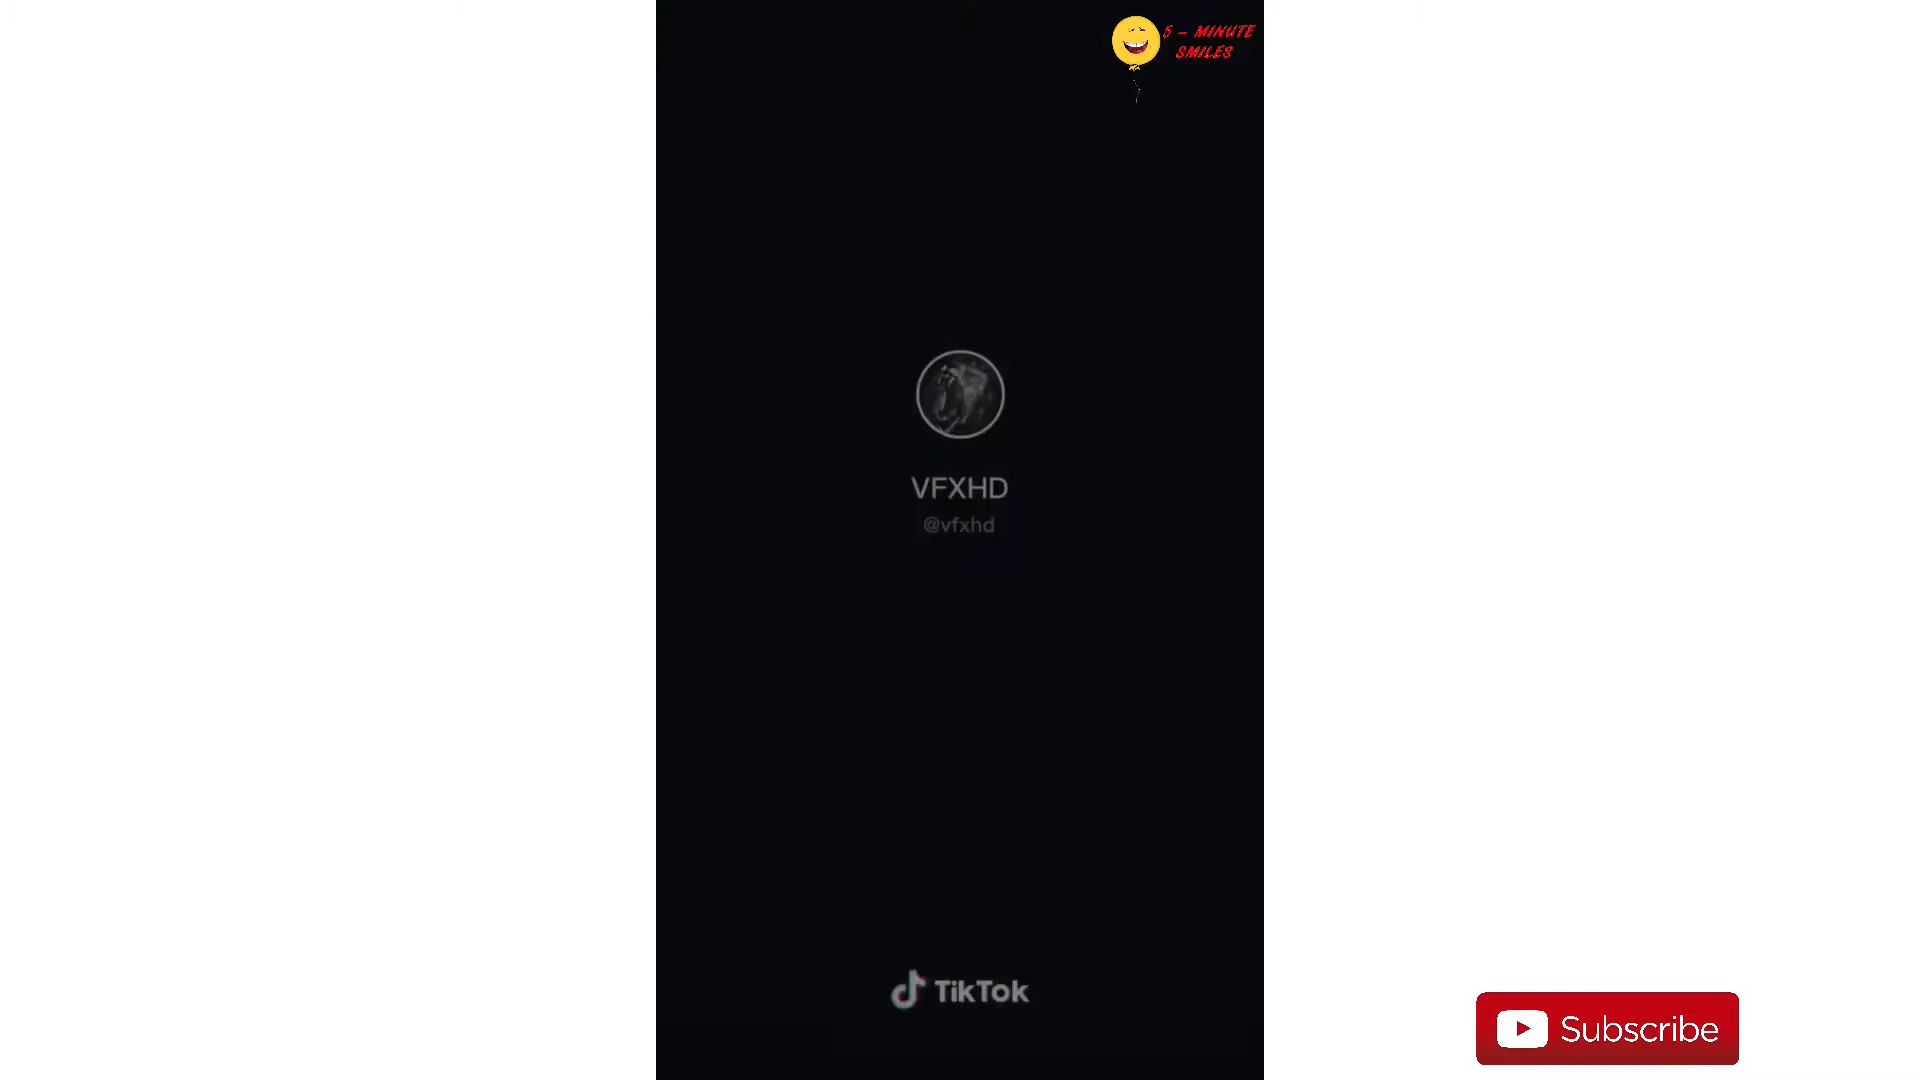 5 – MINUTE
SMILES
VFXHD
@vfxhd
TikTok
Subscribe